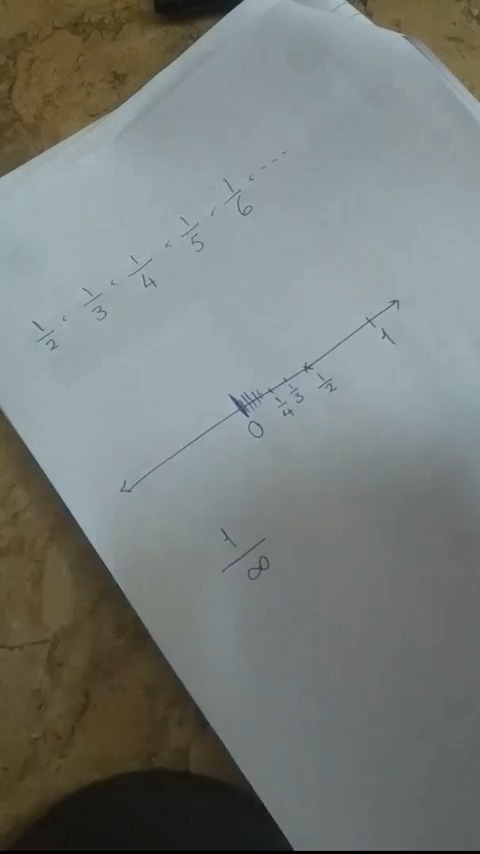 1/2, 1/3, 1/4, 1/5, 1/6, ....
0 1/4 1/3 1/2 1
1/∞